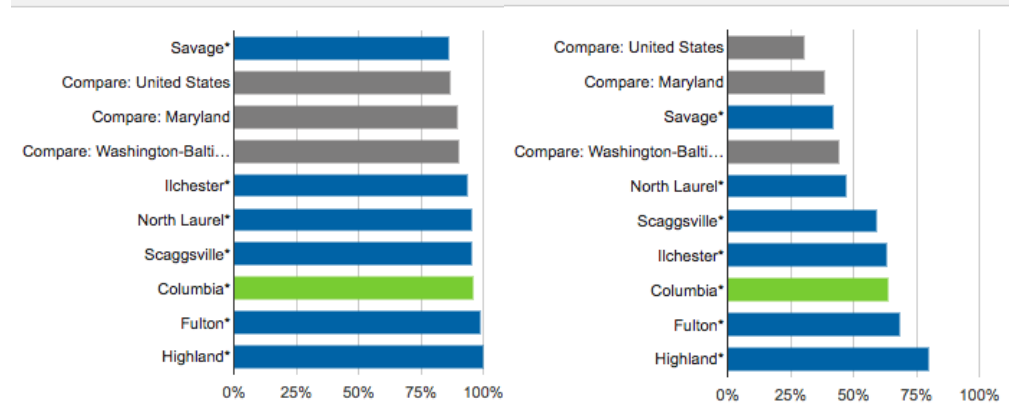 Savage*
Compare: United States
Compare: Maryland
Compare: Washington-Balti...
Ilchester*
North Laurel*
Scaggsville*
Columbia*
Fulton*
Highland*
0% 25% 50% 75% 100%
Compare: United States
Compare: Maryland
Savage*
Compare: Washington-Balti...
North Laurel*
Scaggsville*
Ilchester*
Columbia*
Fulton*
Highland*
0% 25% 50% 75% 100%